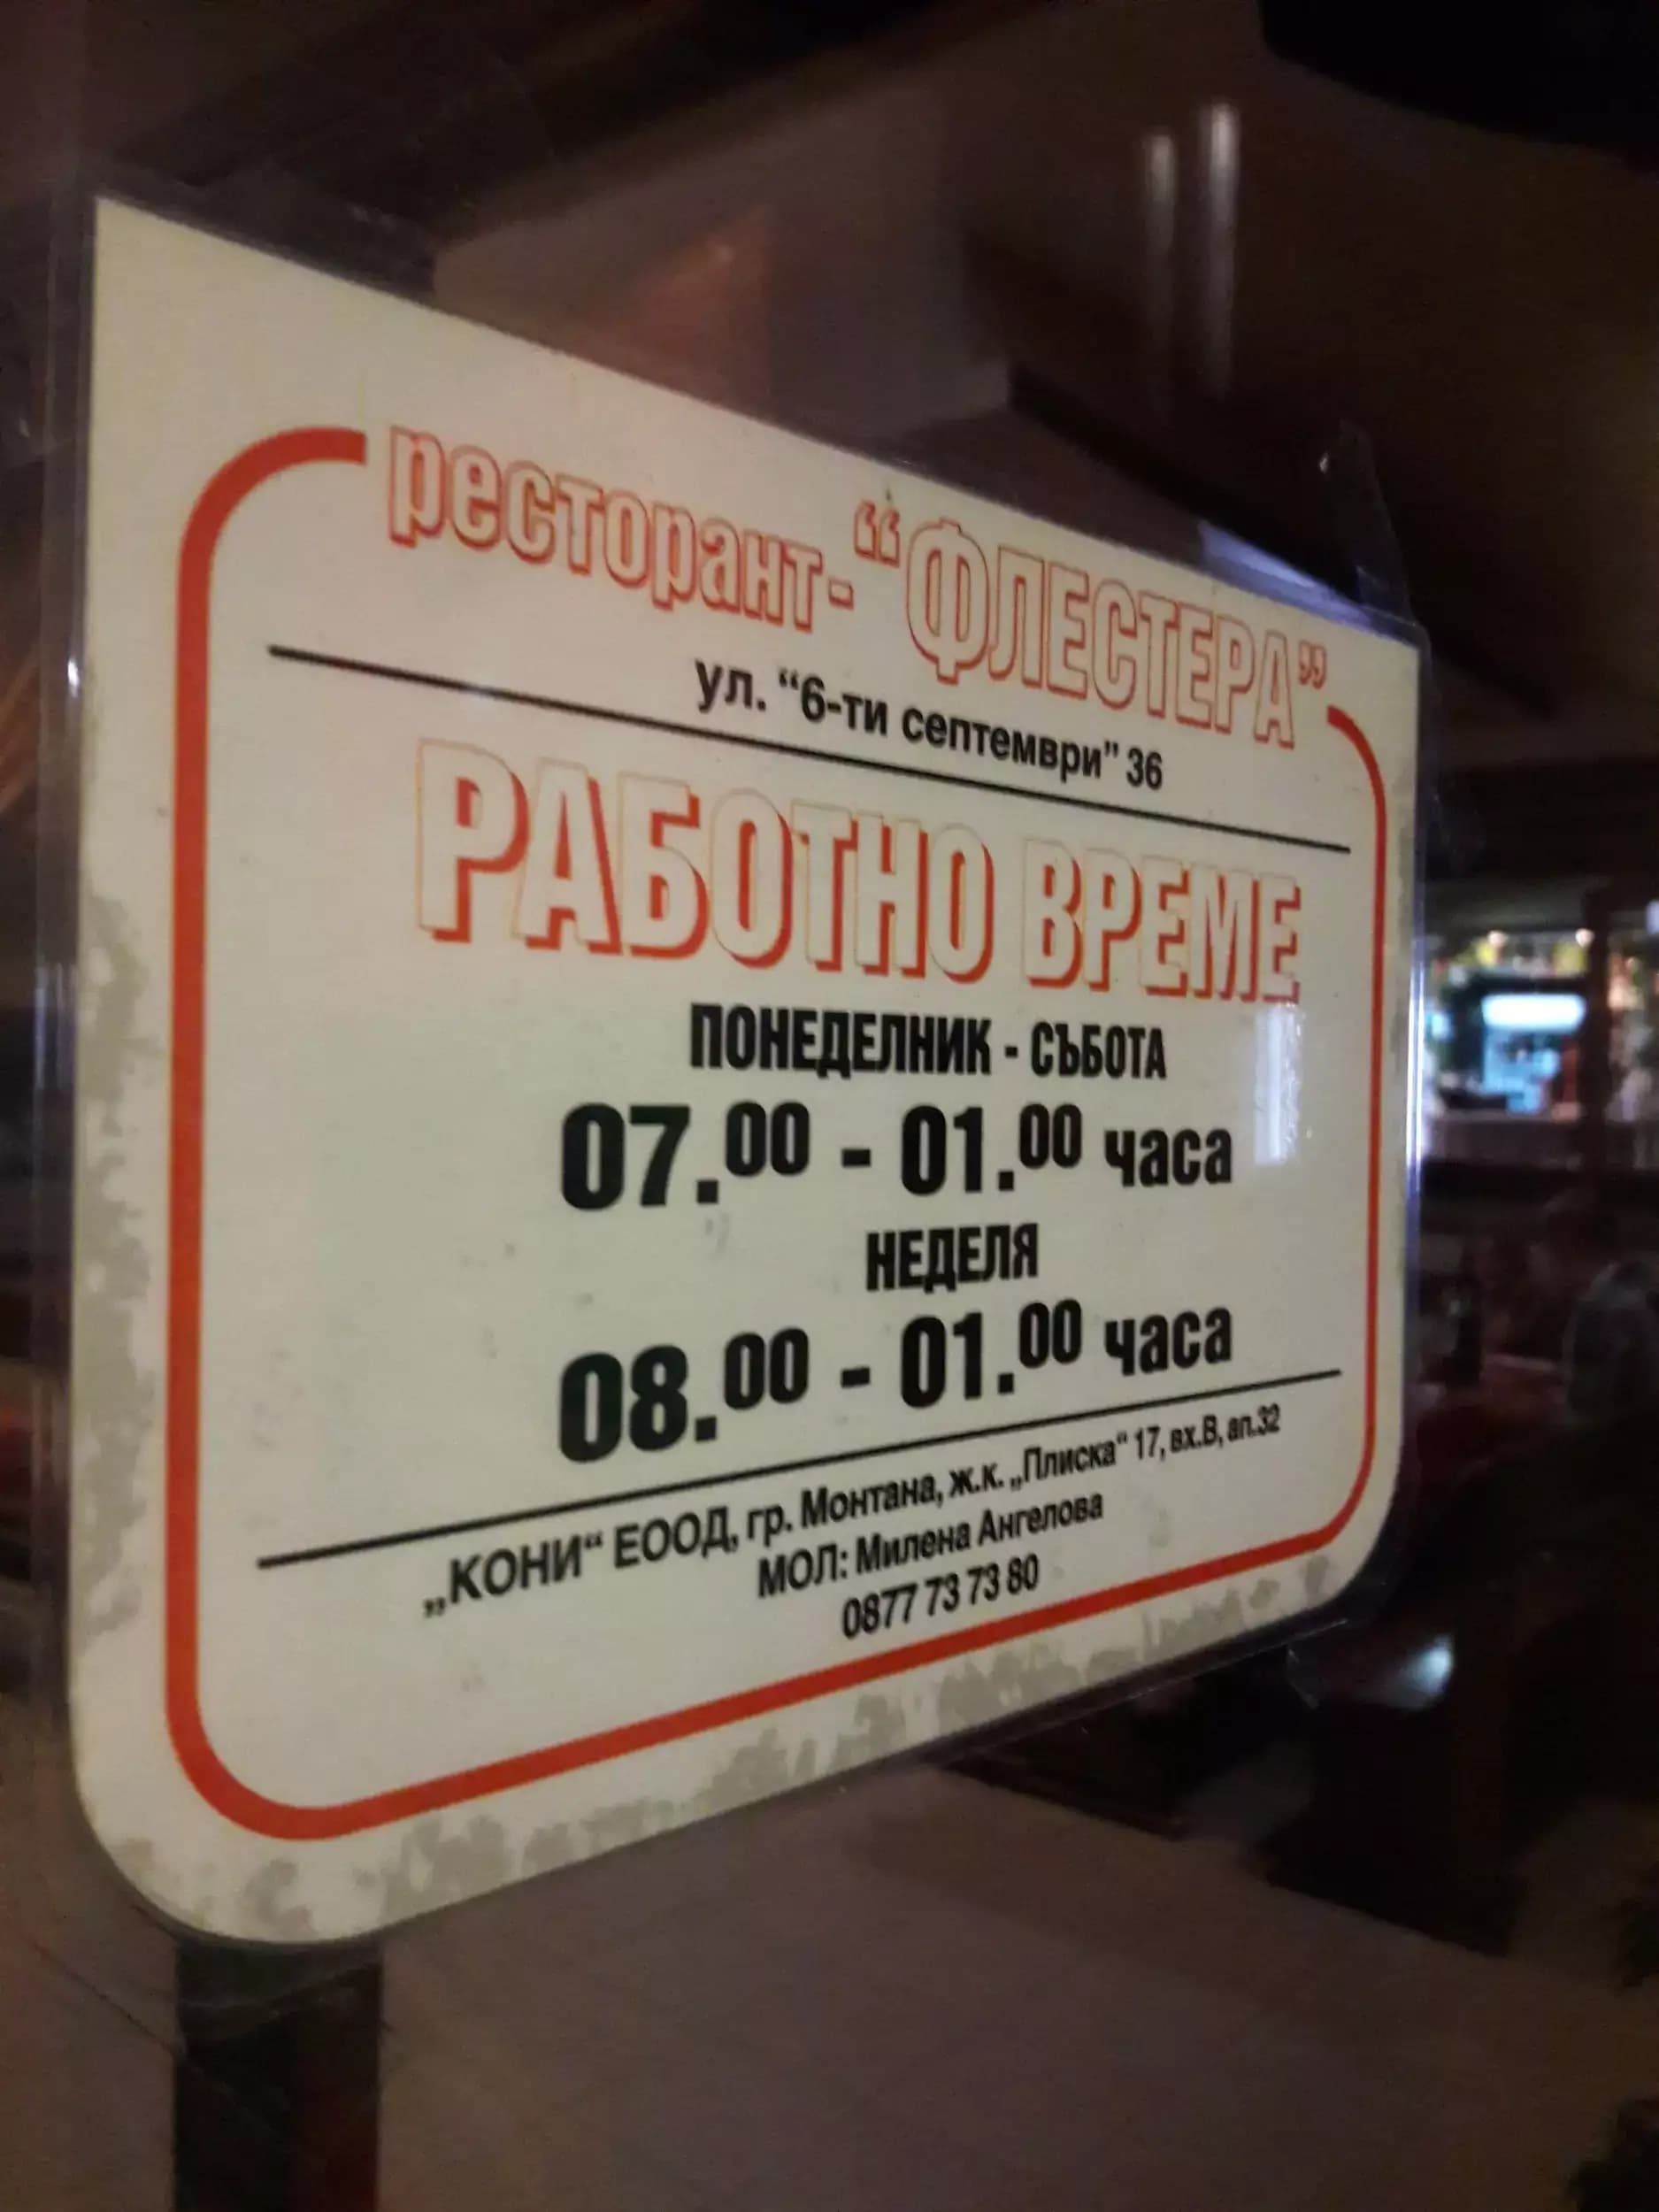 ресторант-“ФЛЕСТЕРА”
ул. “6-ти септември” 36
РАБОТНО ВРЕМЕ
ПОНЕДЕЛНИК - СЪБОТА
07.00 - 01.00 часа
НЕДЕЛЯ
08.00 - 01.00 часа
„КОНИ“ ЕООД, гр. Монтана, ж.к. „Плиска“ 17, вх.В, ап.32
МОЛ: Милена Ангелова
0877 73 73 80